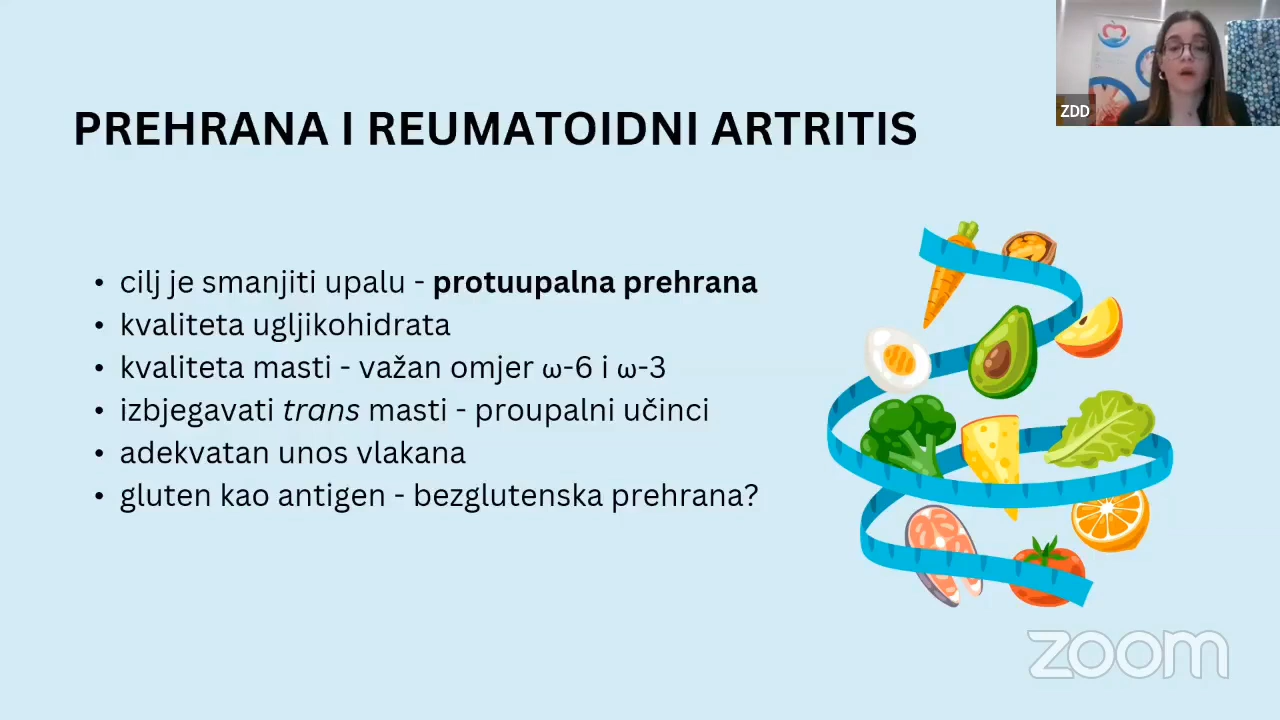 ZDD
PREHRANA I REUMATOIDNI ARTRITIS
• cilj je smanjiti upalu - protuupalna prehrana
• kvaliteta ugljikohidrata
• kvaliteta masti - važan omjer ω-6 i ω-3
• izbjegavati trans masti - proupalni učinci
• adekvatan unos vlakana
• gluten kao antigen - bezglutenska prehrana?
zoom